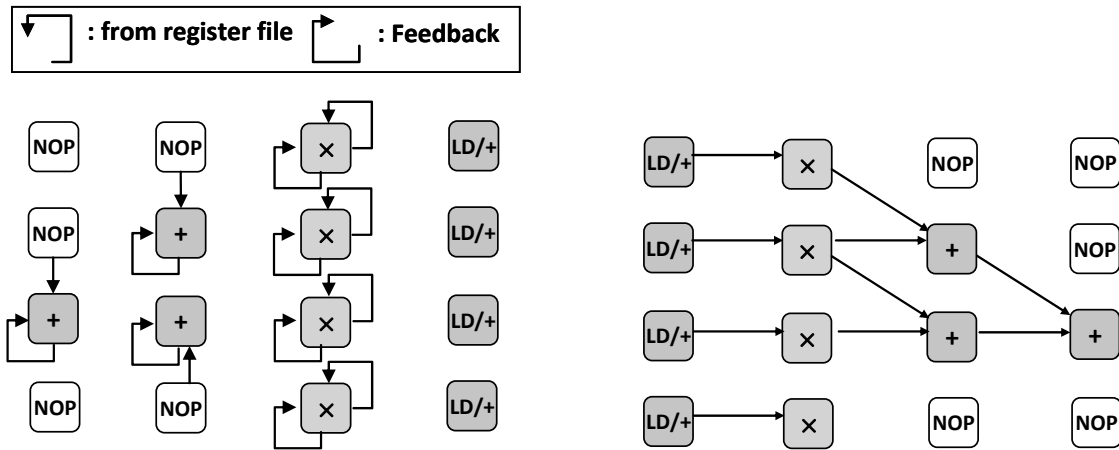 : from register file : Feedback
NOP NOP × LD/+
LD/+ × NOP NOP
NOP + × LD/+
LD/+ × + NOP
+ + × LD/+
LD/+ × + +
NOP NOP × LD/+
LD/+ × NOP NOP